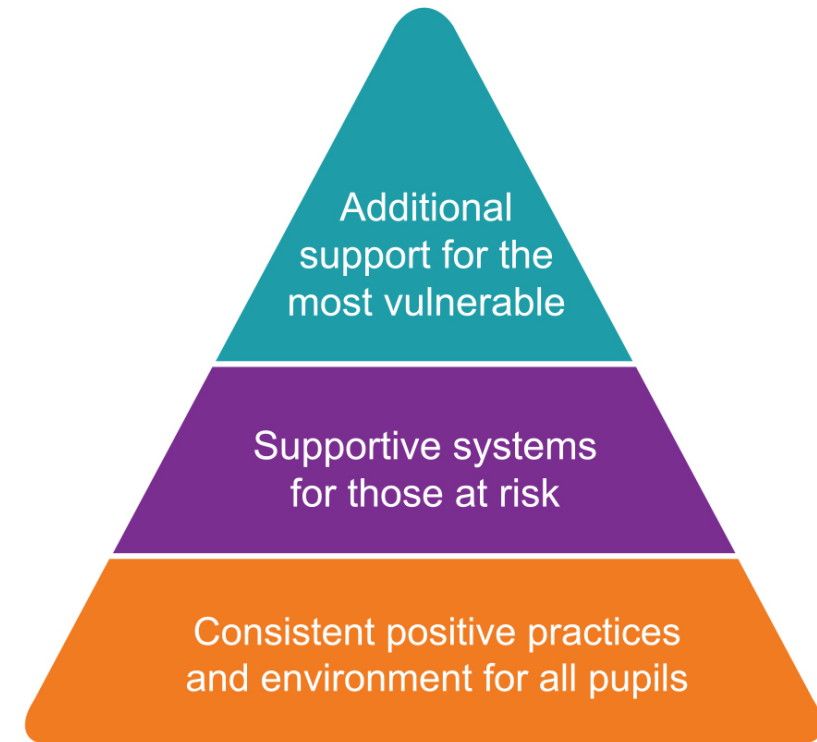 Additional
support for the
most vulnerable
Supportive systems
for those at risk
Consistent positive practices
and environment for all pupils